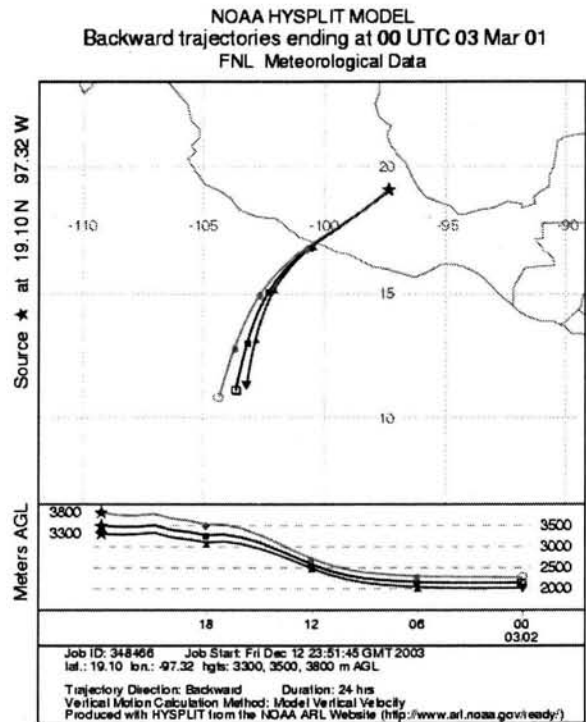 NOAA HYSPLIT MODEL
Backward trajectories ending at 00 UTC 03 Mar 01
FNL Meteorological Data
Source ★ at 19.10 N 97.32 W
20
-110 -105 -100 -95 -90
15
10
Meters AGL
3800
3300
3500
3000
2500
2000
18 12 06 00
03/02
Job ID: 348466 Job Start: Fri Dec 12 23:51:45 GMT 2003
lat.: 19.10 lon.: -97.32 hgts: 3300, 3500, 3800 m AGL
Trajectory Direction: Backward Duration: 24 hrs
Vertical Motion Calculation Method: Model Vertical Velocity
Produced with HYSPLIT from the NOAA ARL Website (http://www.arl.noaa.gov/ready/)